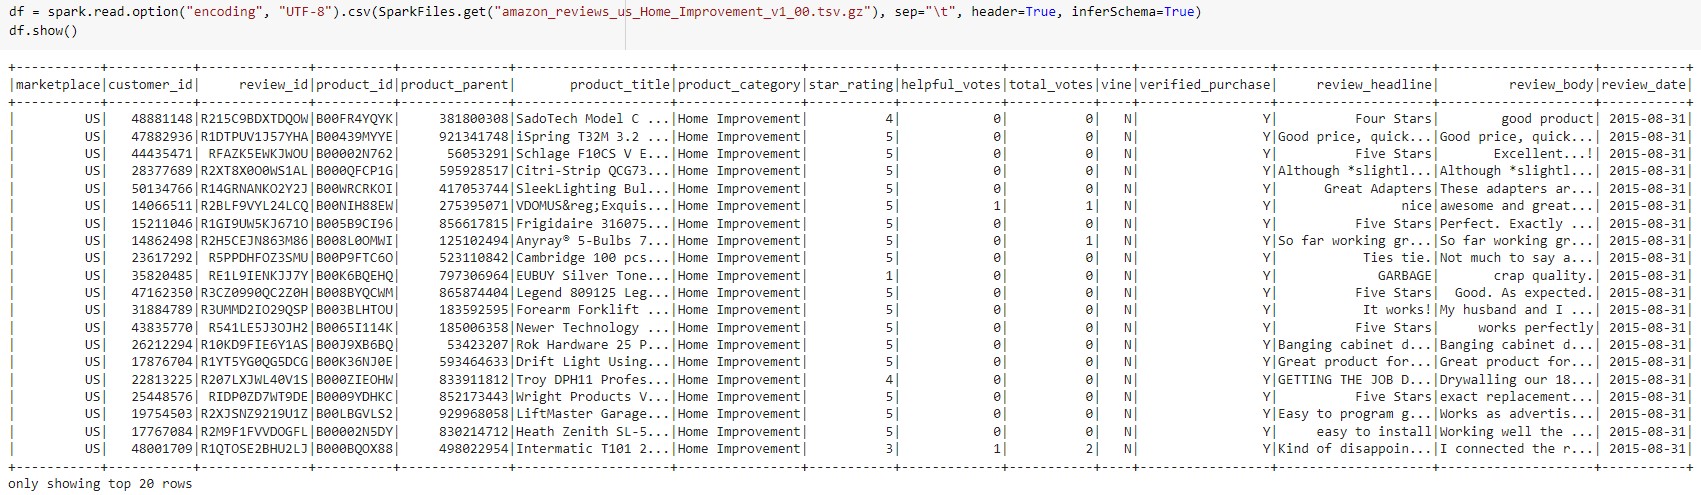 df = spark.read.option("encoding", "UTF-8").csv(SparkFiles.get("amazon_reviews_us_Home_Improvement_v1_00.tsv.gz"), sep="\t", header=True, inferSchema=True)
df.show()
+-----------+-----------+--------------+----------+--------------+--------------------+----------------+-----------+-------------+-----------+----+-----------------+--------------------+--------------------+-----------+
|marketplace|customer_id|     review_id|product_id|product_parent|       product_title|product_category|star_rating|helpful_votes|total_votes|vine|verified_purchase|     review_headline|         review_body|review_date|
+-----------+-----------+--------------+----------+--------------+--------------------+----------------+-----------+-------------+-----------+----+-----------------+--------------------+--------------------+-----------+
|         US|   48881148|R215C9BDXTDQOW|B00FR4YQYK|     381800308|SadoTech Model C ...|Home Improvement|          4|            0|          0|   N|                Y|          Four Stars|        good product| 2015-08-31|
|         US|   47882936|R1DTPUV1J57YHA|B00439MYYE|     921341748|iSpring T32M 3.2 ...|Home Improvement|          5|            0|          0|   N|                Y|Good price, quick...|Good price, quick...| 2015-08-31|
|         US|   44435471| RFAZK5EWKJWOU|B00002N762|      56053291|Schlage F10CS V E...|Home Improvement|          5|            0|          0|   N|                Y|          Five Stars|       Excellent...!| 2015-08-31|
|         US|   28377689|R2XT8X0O0WS1AL|B000QFCP1G|     595928517|Citri-Strip QCG73...|Home Improvement|          5|            0|          0|   N|                Y|Although *slightl...|Although *slightl...| 2015-08-31|
|         US|   50134766|R14GRNANKO2Y2J|B00WRCRKOI|     417053744|SleekLighting Bul...|Home Improvement|          5|            0|          0|   N|                Y|      Great Adapters|These adapters ar...| 2015-08-31|
|         US|   14066511|R2BLF9VYL24LCQ|B00NIH88EW|     275395071|VDOMUS&reg;Exquis...|Home Improvement|          5|            1|          1|   N|                Y|                nice|awesome and great...| 2015-08-31|
|         US|   15211046|R1GI9UW5KJ671O|B005B9CI96|     856617815|Frigidaire 316075...|Home Improvement|          5|            0|          0|   N|                Y|          Five Stars|Perfect. Exactly ...| 2015-08-31|
|         US|   14862498|R2H5CEJN863M86|B008L0OMWI|     125102494|Anyray® 5-Bulbs 7...|Home Improvement|          5|            0|          1|   N|                Y|So far working gr...|So far working gr...| 2015-08-31|
|         US|   23617292| R5PPDHFOZ3SMU|B00P9FTC6O|     523110842|Cambridge 100 pcs...|Home Improvement|          5|            0|          0|   N|                Y|           Ties tie.|Not much to say a...| 2015-08-31|
|         US|   35820485| RE1L9IENKJJ7Y|B00K6BQEHQ|     797306964|EUBUY Silver Tone...|Home Improvement|          1|            0|          0|   N|                Y|             GARBAGE|       crap quality.| 2015-08-31|
|         US|   47162350|R3CZ0990QC2Z0H|B008BYQCWM|     865874404|Legend 809125 Leg...|Home Improvement|          5|            0|          0|   N|                Y|          Five Stars|  Good. As expected.| 2015-08-31|
|         US|   31884789|R3UMMD2IO29QSP|B003BLHTOU|     183592595|Forearm Forklift ...|Home Improvement|          5|            0|          0|   N|                Y|           It works!|My husband and I ...| 2015-08-31|
|         US|   43835770| R541LE5J3OJH2|B0065I114K|     185006358|Newer Technology ...|Home Improvement|          5|            0|          0|   N|                Y|          Five Stars|     works perfectly| 2015-08-31|
|         US|   26212294|R10KD9FIE6Y1AS|B00J9XB6BQ|      53423207|Rok Hardware 25 P...|Home Improvement|          5|            0|          0|   N|                Y|Banging cabinet d...|Banging cabinet d...| 2015-08-31|
|         US|   17876704|R1YT5YG0QG5DCG|B00K36NJ0E|     593464633|Drift Light Using...|Home Improvement|          5|            0|          0|   N|                Y|Great product for...|Great product for...| 2015-08-31|
|         US|   22813225|R207LXJWL40V1S|B000ZIEOHW|     833911812|Troy DPH11 Profes...|Home Improvement|          4|            0|          0|   N|                Y|GETTING THE JOB D...|Drywalling our 18...| 2015-08-31|
|         US|   25448576| RIDP0ZD7WT9DE|B0009YDHKC|     852173443|Wright Products V...|Home Improvement|          5|            0|          0|   N|                Y|          Five Stars|exact replacement...| 2015-08-31|
|         US|   19754503|R2XJSNZ9219U1Z|B00LBGVLS2|     929968058|LiftMaster Garage...|Home Improvement|          5|            0|          0|   N|                Y|Easy to program g...|Works as advertis...| 2015-08-31|
|         US|   17767084|R2M9F1FVVDOGFL|B00002N5DY|     830214712|Heath Zenith SL-5...|Home Improvement|          5|            0|          0|   N|                Y|     easy to install|Working well the ...| 2015-08-31|
|         US|   48001709|R1QTOSE2BHU2LJ|B000BQOX88|     498022954|Intermatic T101 2...|Home Improvement|          3|            1|          2|   N|                Y|Kind of disappoin...|I connected the r...| 2015-08-31|
+-----------+-----------+--------------+----------+--------------+--------------------+----------------+-----------+-------------+-----------+----+-----------------+--------------------+--------------------+-----------+
only showing top 20 rows